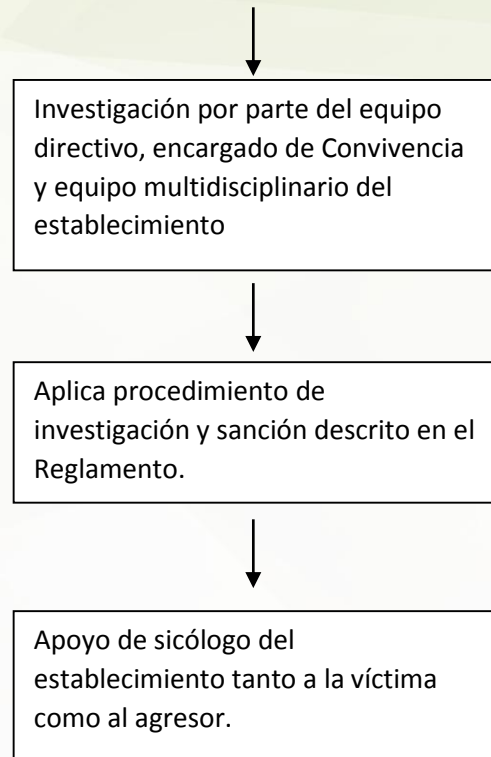 Investigación por parte del equipo
directivo, encargado de Convivencia
y equipo multidisciplinario del
establecimiento
Aplica procedimiento de
investigación y sanción descrito en el
Reglamento.
Apoyo de sicólogo del
establecimiento tanto a la víctima
como al agresor.